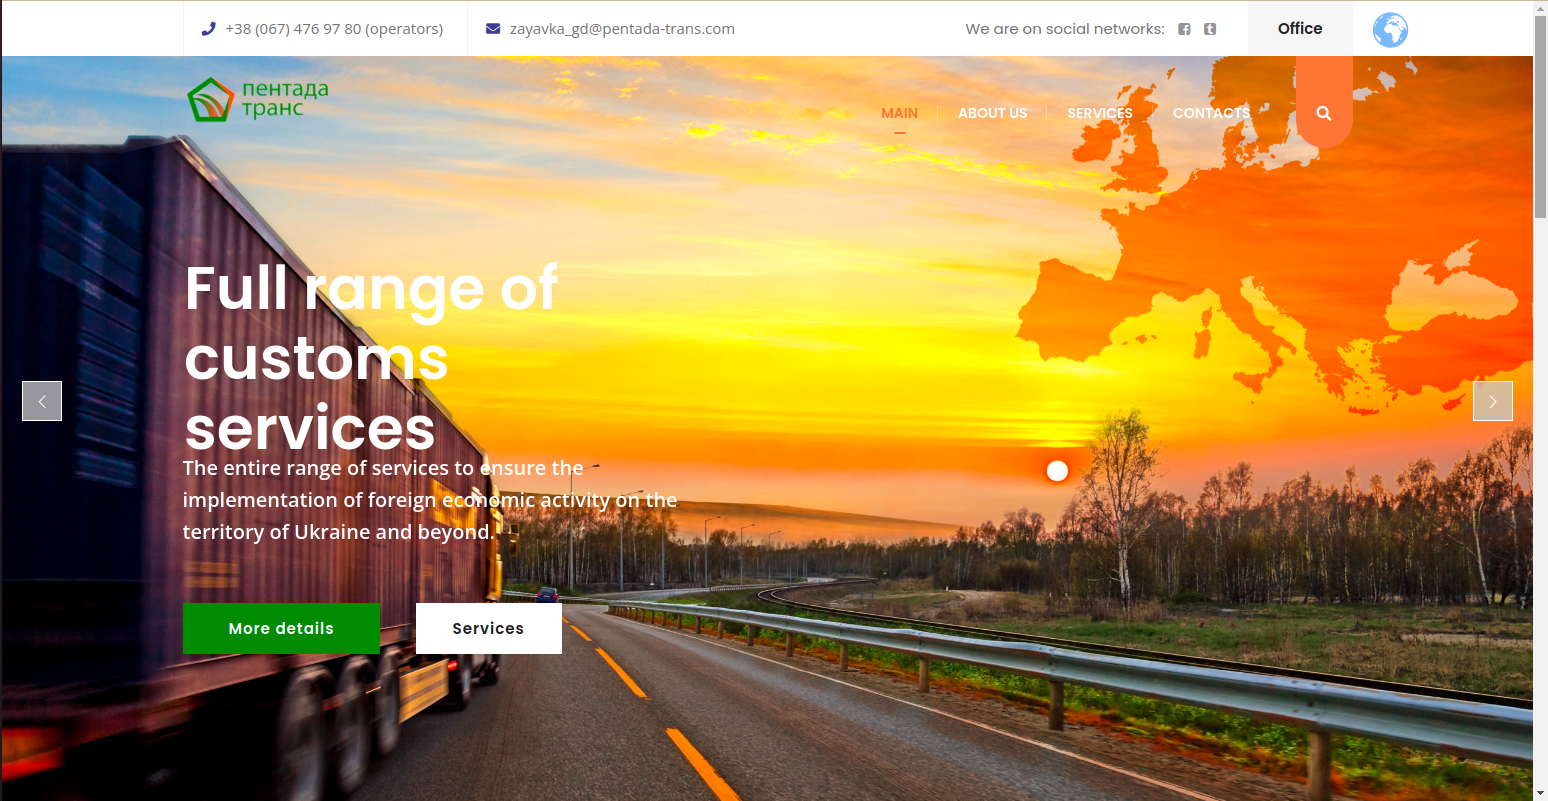 +38 (067) 476 97 80 (operators)
zayavka_gd@pentada-trans.com
We are on social networks:
Office
пентада
транс
MAIN
ABOUT US
SERVICES
CONTACTS
Full range of
customs
services
The entire range of services to ensure the
implementation of foreign economic activity on the
territory of Ukraine and beyond.
More details
Services